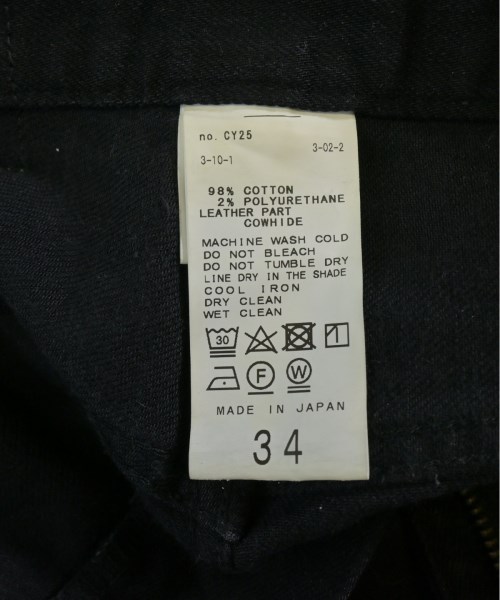 no. CY25
3-10-1 3-02-2
98% COTTON
2% POLYURETHANE
LEATHER PART
COWHIDE
MACHINE WASH COLD
DO NOT BLEACH
DO NOT TUMBLE DRY
LINE DRY IN THE SHADE
COOL IRON
DRY CLEAN
WET CLEAN
30
F W
MADE IN JAPAN
34